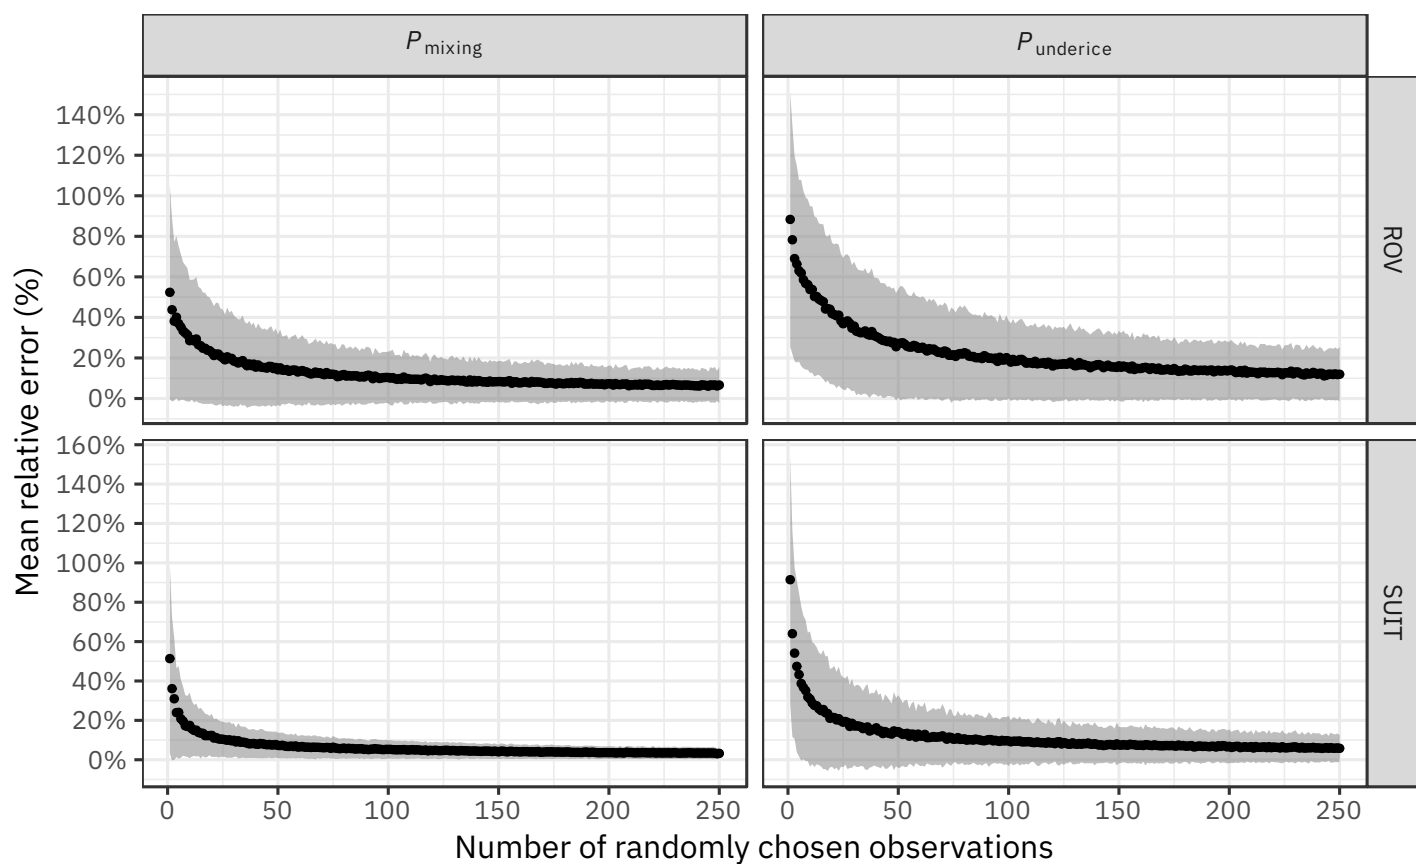 P mixing
P underice
140%
120%
100%
80%
60%
40%
20%
0%
ROV
160%
140%
120%
100%
80%
60%
40%
20%
0%
SUIT
Mean relative error (%)
0 50 100 150 200 250
0 50 100 150 200 250
Number of randomly chosen observations